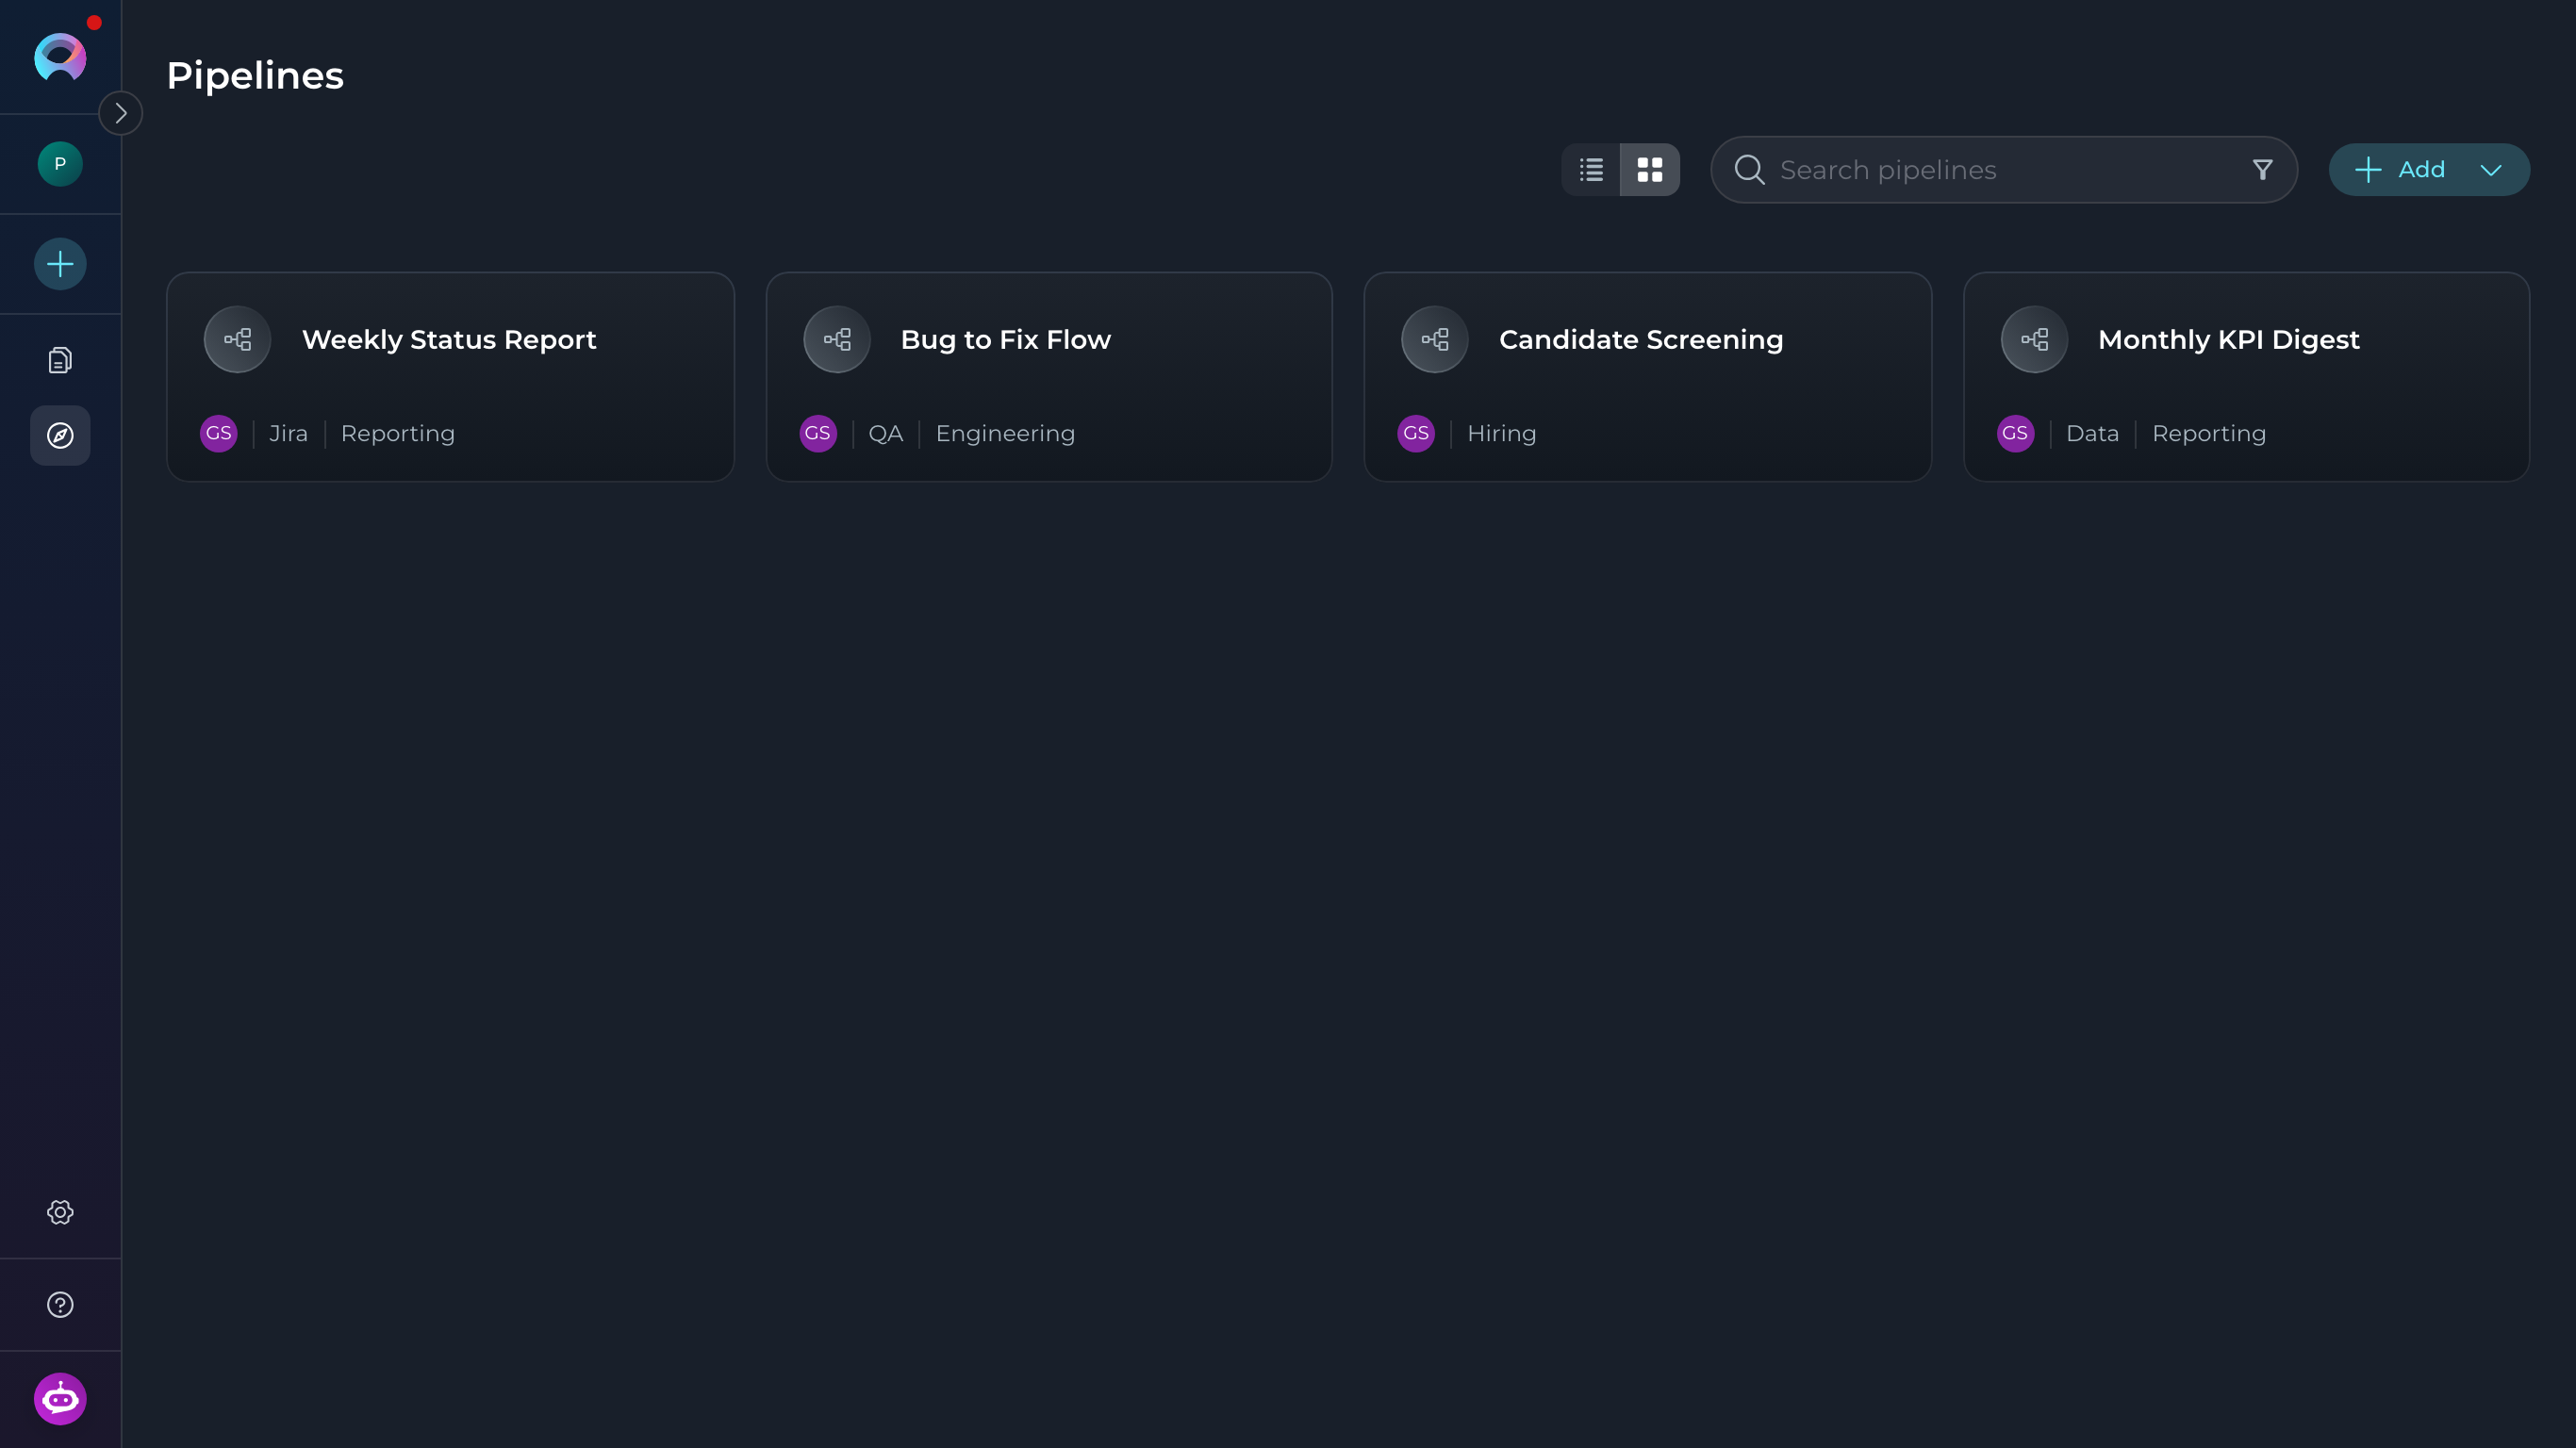 Pipelines
P
Search pipelines
Add
Weekly Status Report
GS Jira Reporting
Bug to Fix Flow
GS QA Engineering
Candidate Screening
GS Hiring
Monthly KPI Digest
GS Data Reporting